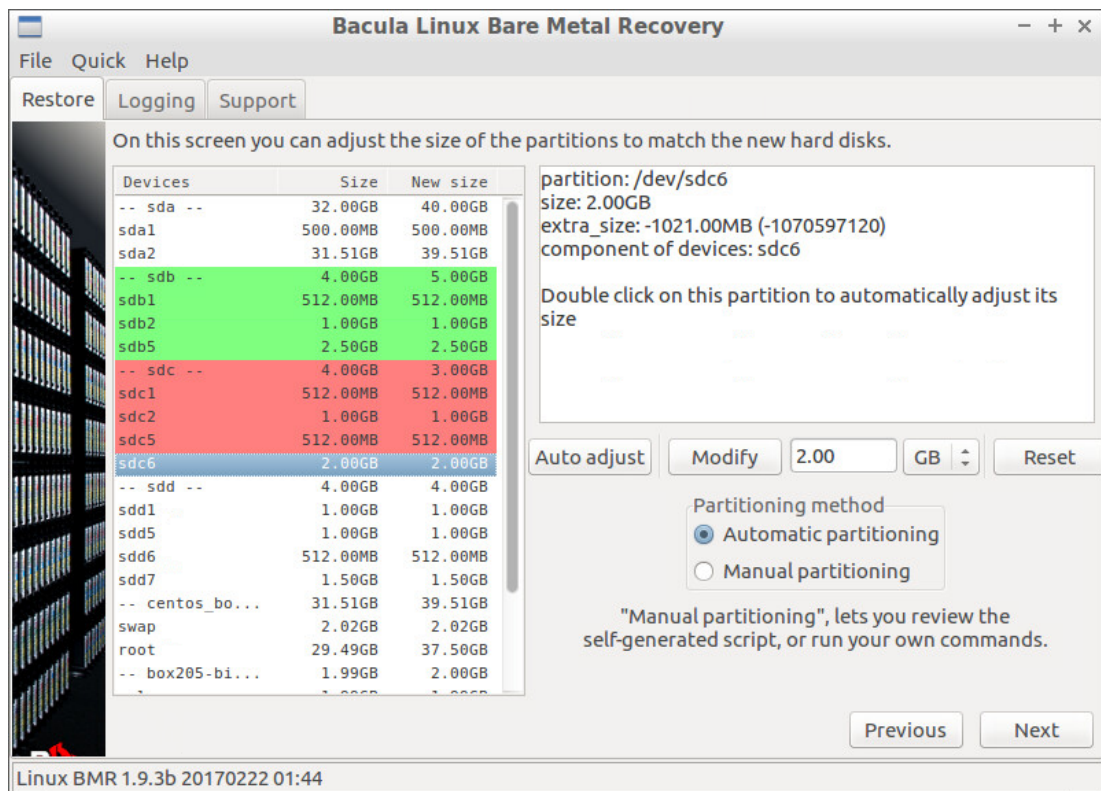 Bacula Linux Bare Metal Recovery
File Quick Help
Restore Logging Support
On this screen you can adjust the size of the partitions to match the new hard disks.
Devices Size New size
-- sda -- 32.00GB 40.00GB
sda1 500.00MB 500.00MB
sda2 31.51GB 39.51GB
-- sdb -- 4.00GB 5.00GB
sdb1 512.00MB 512.00MB
sdb2 1.00GB 1.00GB
sdb5 2.50GB 2.50GB
-- sdc -- 4.00GB 3.00GB
sdc1 512.00MB 512.00MB
sdc2 1.00GB 1.00GB
sdc5 512.00MB 512.00MB
sdc6 2.00GB 2.00GB
-- sdd -- 4.00GB 4.00GB
sdd1 1.00GB 1.00GB
sdd5 1.00GB 1.00GB
sdd6 512.00MB 512.00MB
sdd7 1.50GB 1.50GB
-- centos_bo... 31.51GB 39.51GB
swap 2.02GB 2.02GB
root 29.49GB 37.50GB
-- box205-bi... 1.99GB 2.00GB
partition: /dev/sdc6
size: 2.00GB
extra_size: -1021.00MB (-1070597120)
component of devices: sdc6
Double click on this partition to automatically adjust its
size
Auto adjust Modify 2.00 GB Reset
Partitioning method
Automatic partitioning
Manual partitioning
"Manual partitioning", lets you review the
self-generated script, or run your own commands.
Previous Next
Linux BMR 1.9.3b 20170222 01:44